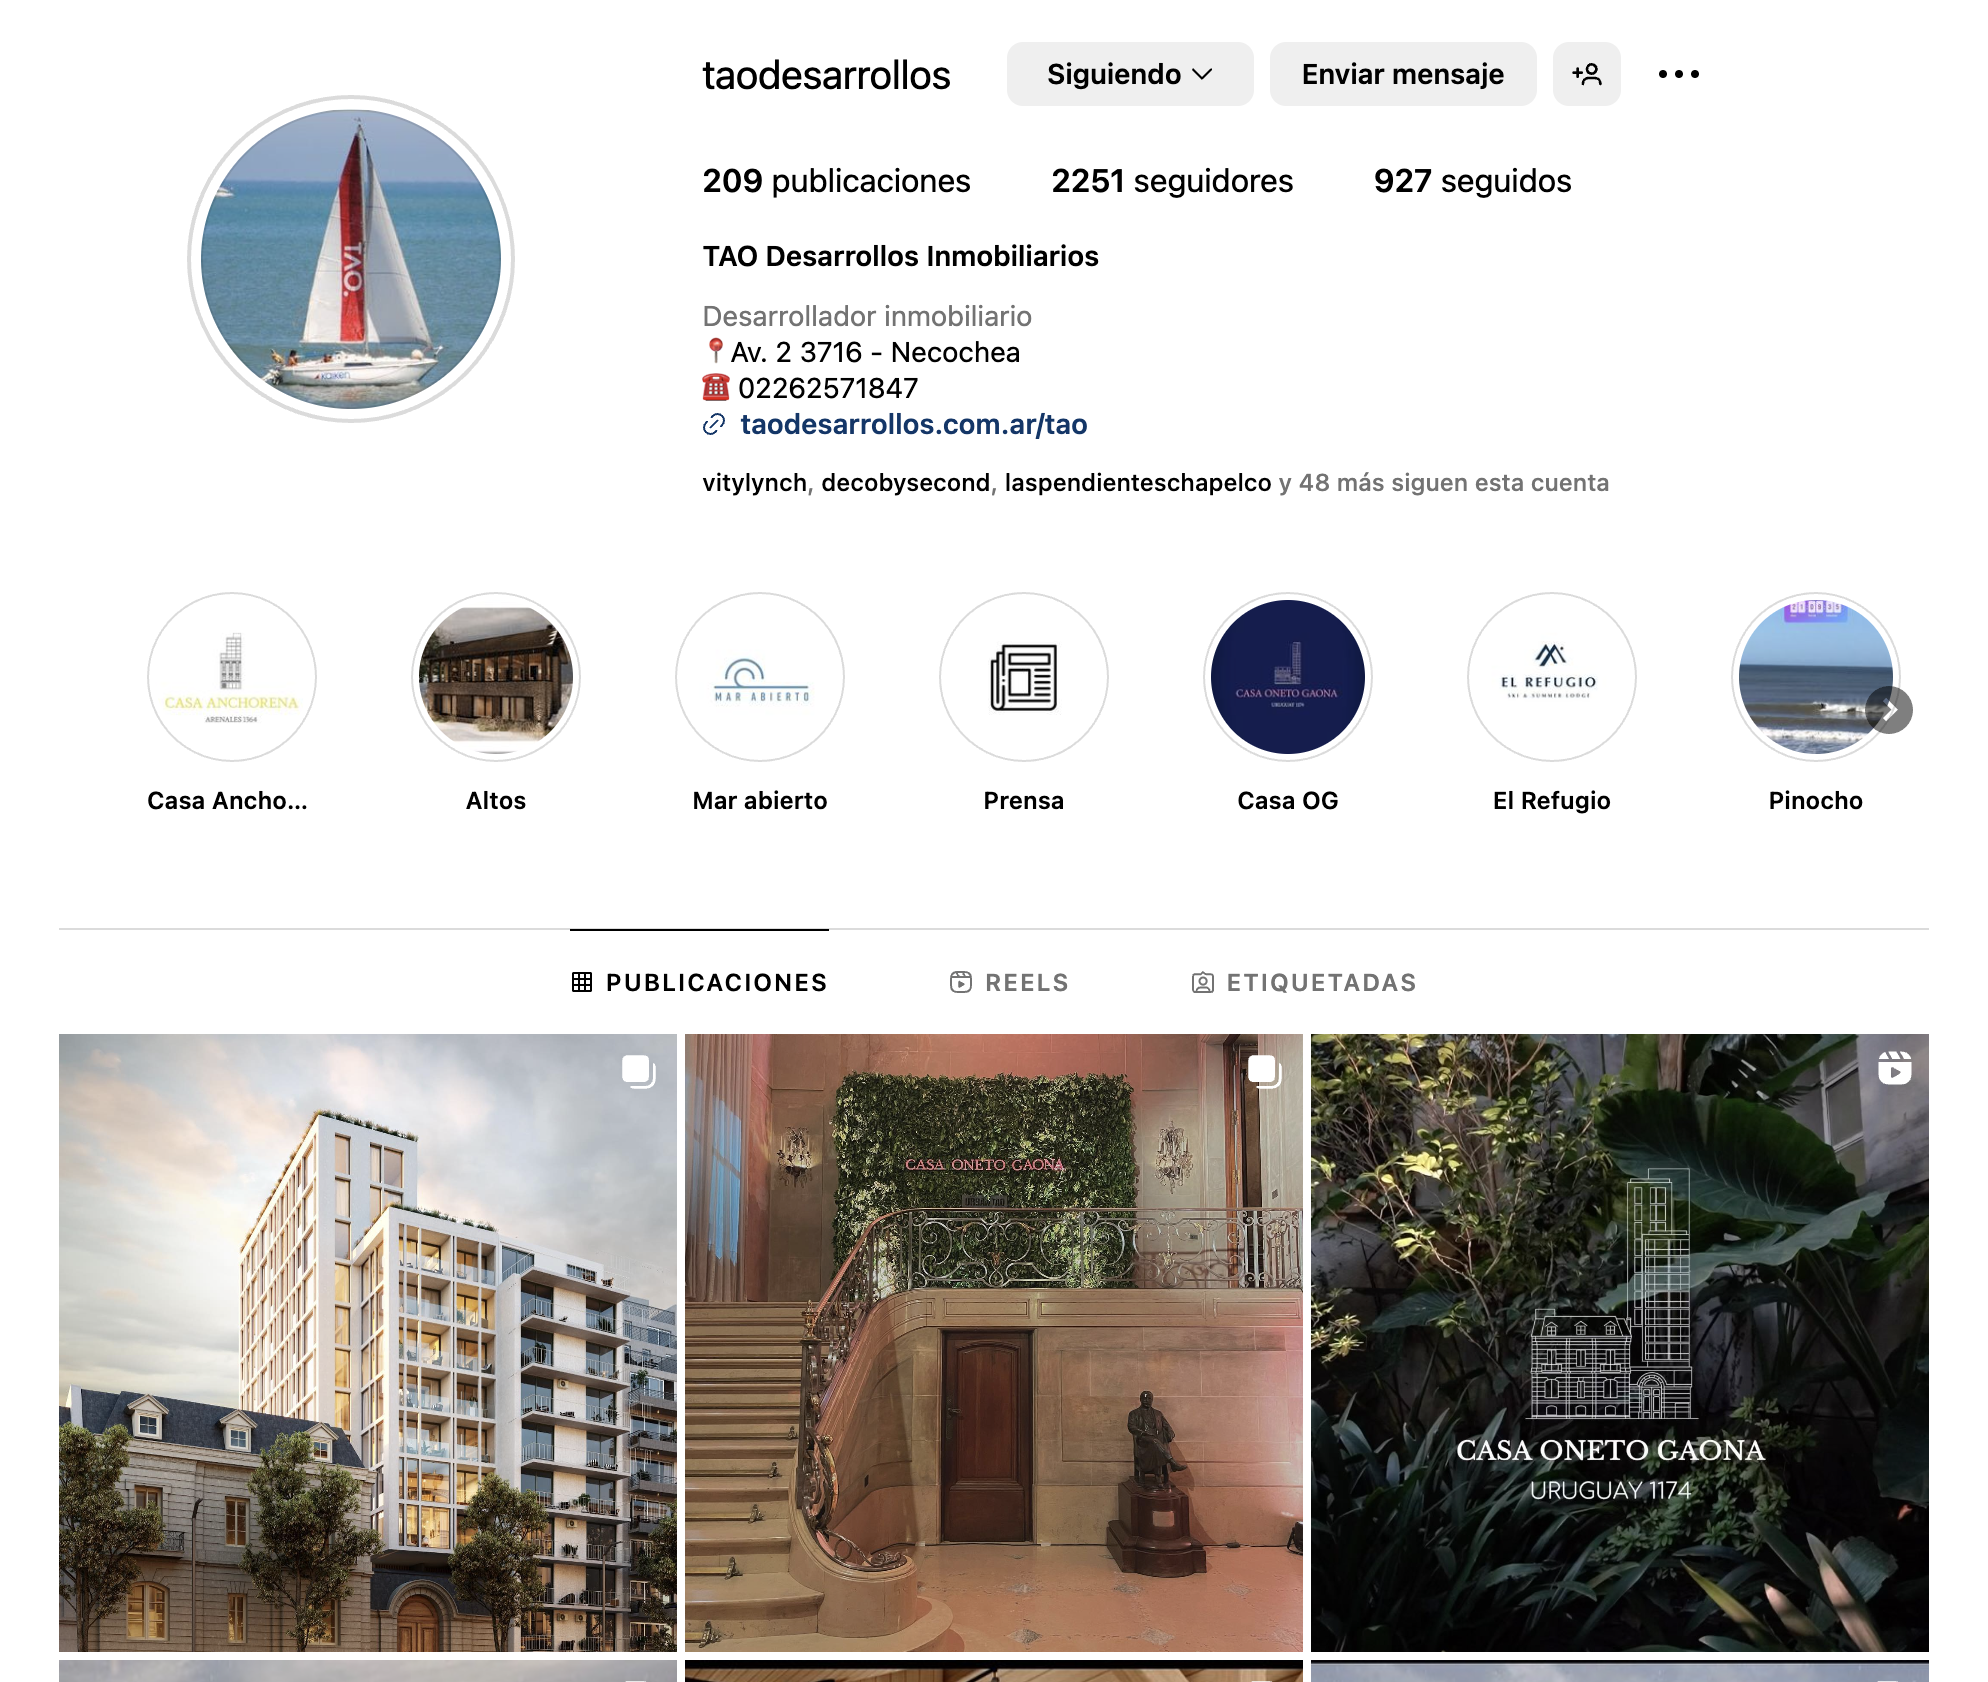 taodesarrollos
Siguiendo
Enviar mensaje
209 publicaciones
2251 seguidores
927 seguidos
TAO Desarrollos Inmobiliarios
Desarrollador inmobiliario
📍Av. 2 3716 - Necochea
☎️ 02262571847
taodesarrollos.com.ar/tao
vitylynch, decobysecond, laspendienteschapelco y 48 más siguen esta cuenta
TAO.
CASA ANCHORENA
ARENALES 1364
MAR ABIERTO
CASA ONETO GAONA
URUGUAY 1174
EL REFUGIO
SKI & SUMMER LODGE
Casa Ancho...
Altos
Mar abierto
Prensa
Casa OG
El Refugio
Pinocho
PUBLICACIONES
REELS
ETIQUETADAS
CASA ONETO GAONA
CASA ONETO GAONA
URUGUAY 1174